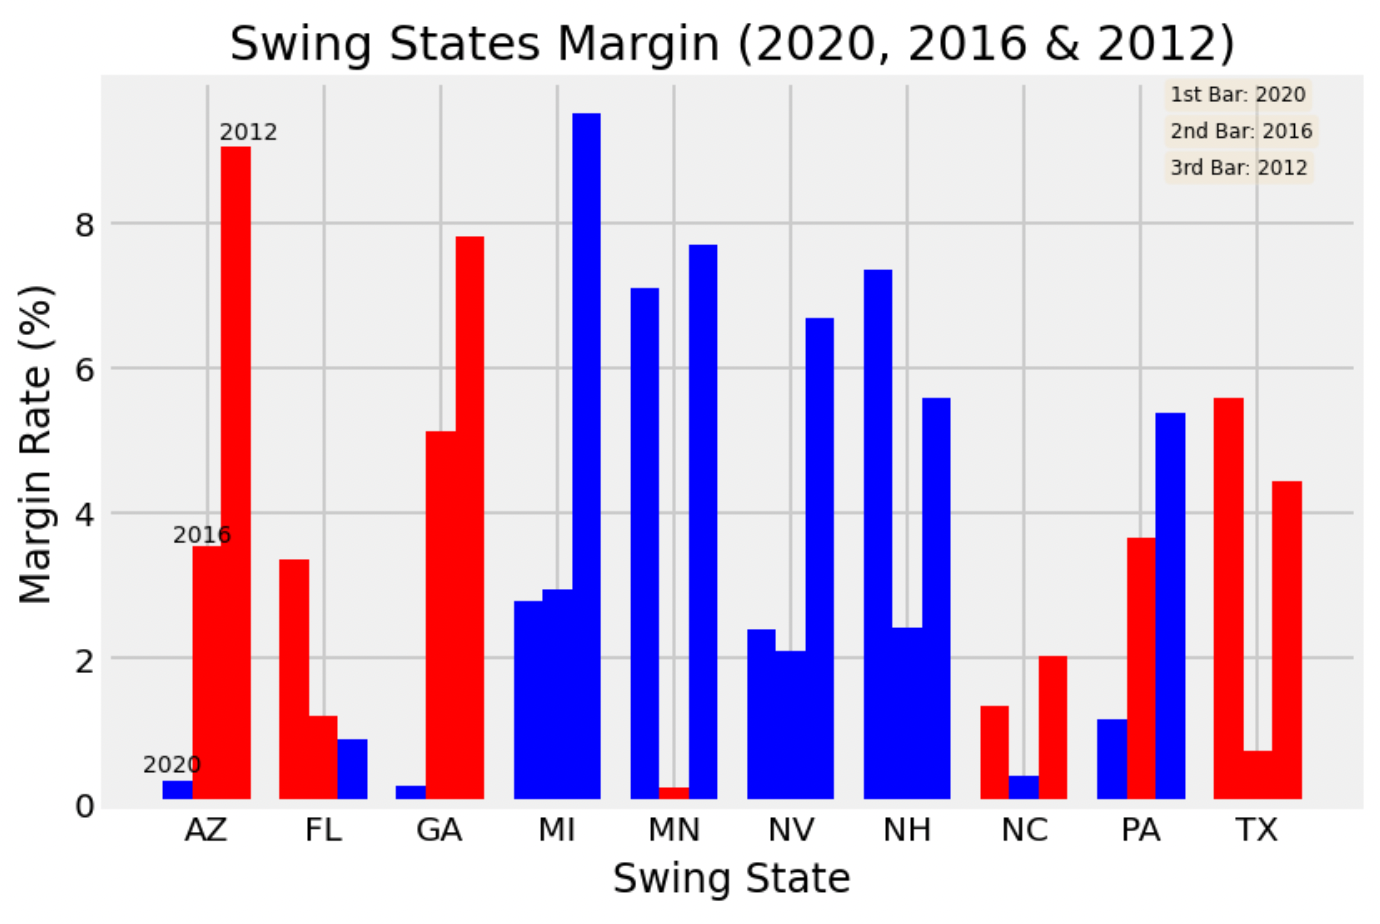 Swing States Margin (2020, 2016 & 2012)
1st Bar: 2020
2nd Bar: 2016
3rd Bar: 2012
2012
2016
2020
Margin Rate (%)
8
6
4
2
0
AZ FL GA MI MN NV NH NC PA TX
Swing State